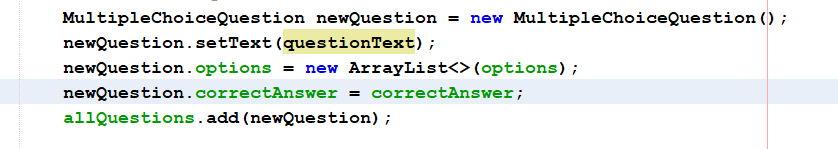 MultipleChoiceQuestion newQuestion = new MultipleChoiceQuestion();
newQuestion.setText(questionText);
newQuestion.options = new ArrayList<>(options);
newQuestion.correctAnswer = correctAnswer;
allQuestions.add(newQuestion);